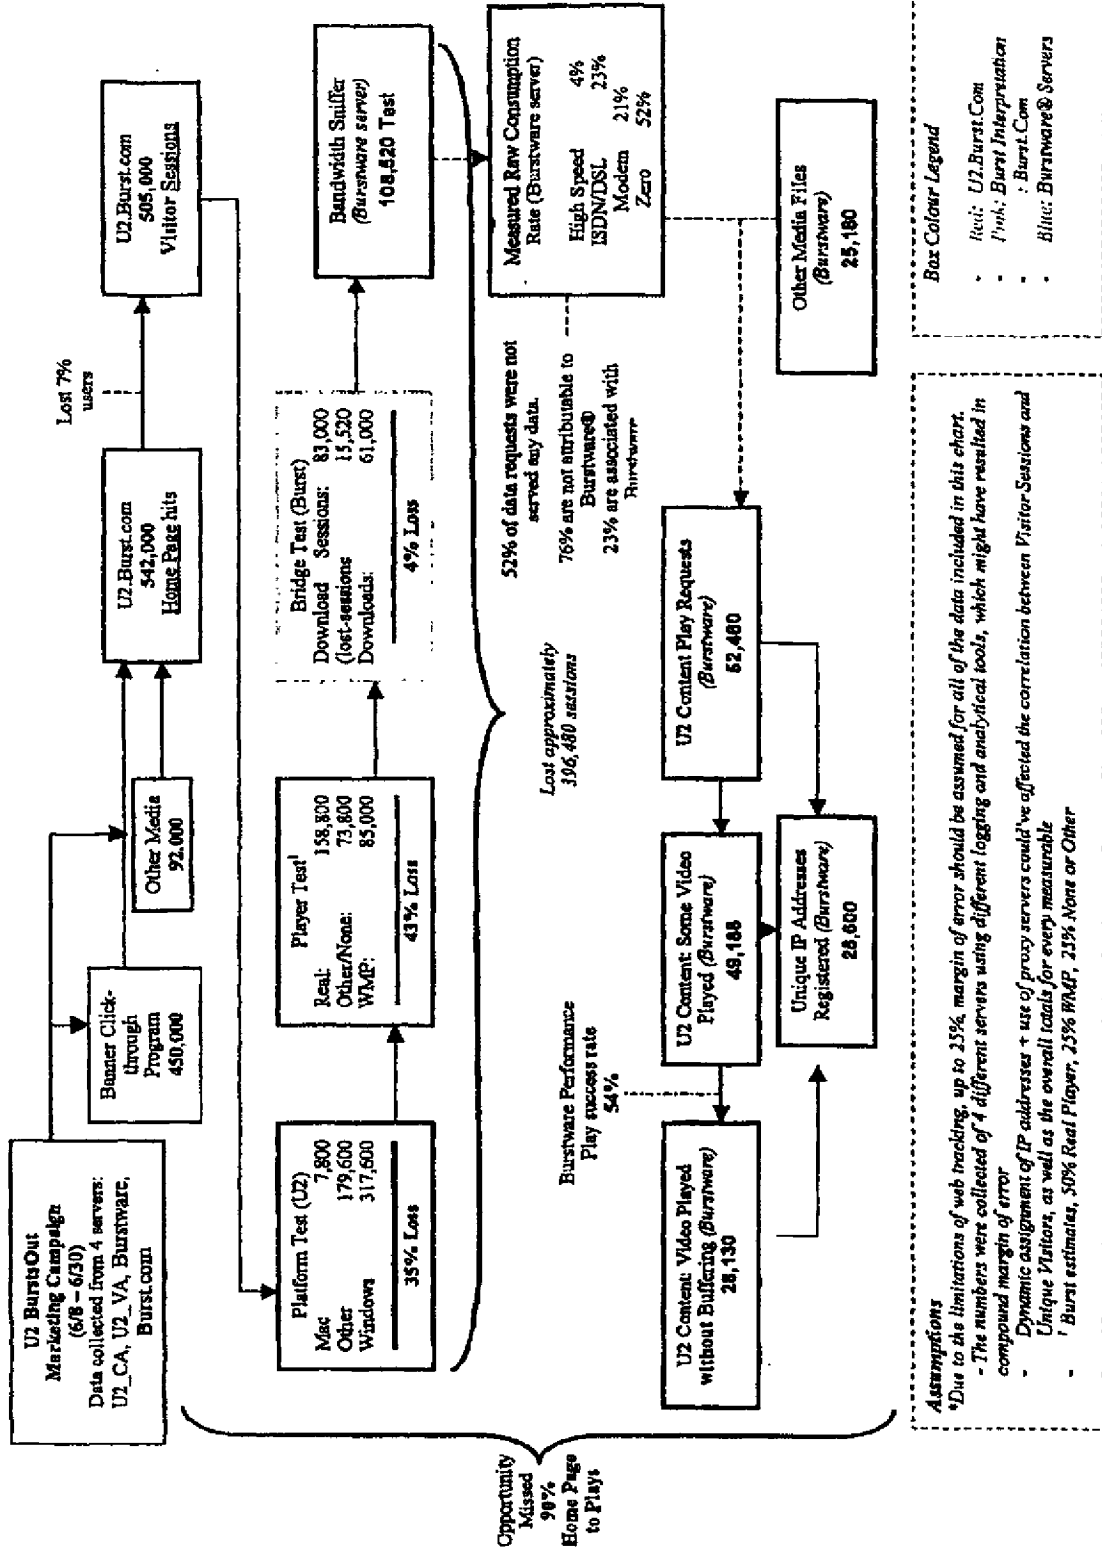 U2 BurstsOut
Marketing Campaign
(6/8 – 6/30)
Data collected from 4 servers:
U2_CA, U2_VA, Burstware,
Burst.com
Banner Click-
through
Program
450,000
Other Media
92,000
U2.Burst.com
542,000
Home Page hits
Lost 7%
users
U2.Burst.com
505,000
Visitor Sessions
Platform Test (U2)
Mac 7,800
Other 179,600
Windows 317,600
35% Loss
Player Test¹
Real: 158,800
Other/None: 73,800
WMP: 85,000
43% Loss
Bridge Test (Burst)
Download Sessions: 83,000
(lost-sessions 15,520
Downloads: 61,000
4% Loss
Bandwidth Sniffer
(Burstware server)
108,520 Test
Lost approximately
396,480 sessions
52% of data requests were not
served any data.
76% are not attributable to
Burstware®
23% are associated with
Burstware
Measured Raw Consumption
Rate (Burstware server)
High Speed 4%
ISDN/DSL 23%
Modem 21%
Zero 52%
Opportunity
Missed
90%
Home Page
to Plays
Burstware Performance
Play success rate
54%
U2 Content: Video Played
without Buffering (Burstware)
28,130
U2 Content: Some Video
Played (Burstware)
49,185
U2 Content Play Requests
(Burstware)
52,480
Unique IP Addresses
Registered (Burstware)
28,600
Other Media Files
(Burstware)
25,180
Assumptions
*Due to the limitations of web tracking, up to 25%, margin of error should be assumed for all of the data included in this chart.
- The numbers were collected of 4 different servers using different logging and analytical tools, which might have resulted in
compound margin of error
- Dynamic assignment of IP addresses + use of proxy servers could've affected the correlation between Visitor Sessions and
Unique Visitors, as well as the overall totals for every measurable
- ¹ Burst estimates, 50% Real Player, 25% WMP, 25% None or Other
Box Colour Legend
- Red: U2.Burst.Com
- Pink: Burst Interpretation
- : Burst.Com
- Blue: Burstware® Servers